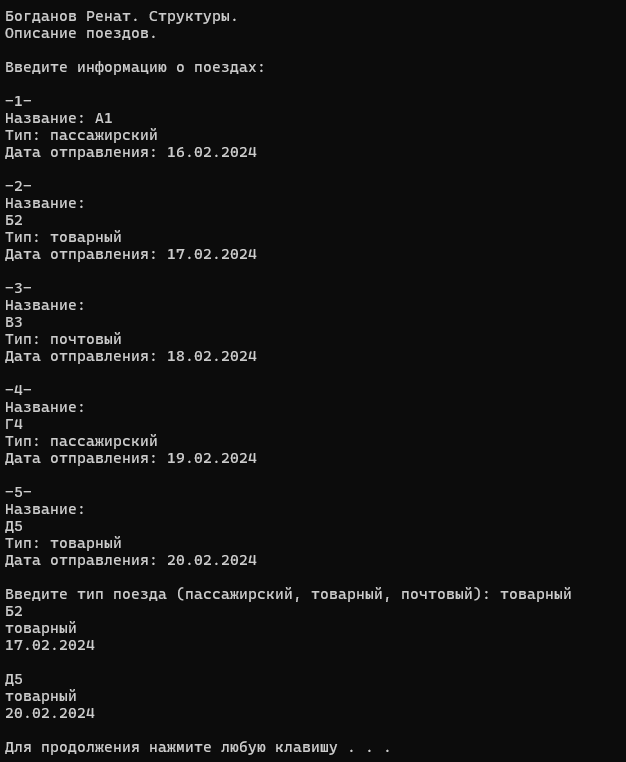 Богданов Ренат. Структуры.
Описание поездов.
Введите информацию о поездах:
-1-
Название: А1
Тип: пассажирский
Дата отправления: 16.02.2024
-2-
Название:
Б2
Тип: товарный
Дата отправления: 17.02.2024
-3-
Название:
В3
Тип: почтовый
Дата отправления: 18.02.2024
-4-
Название:
Г4
Тип: пассажирский
Дата отправления: 19.02.2024
-5-
Название:
Д5
Тип: товарный
Дата отправления: 20.02.2024
Введите тип поезда (пассажирский, товарный, почтовый): товарный
Б2
товарный
17.02.2024
Д5
товарный
20.02.2024
Для продолжения нажмите любую клавишу . . .